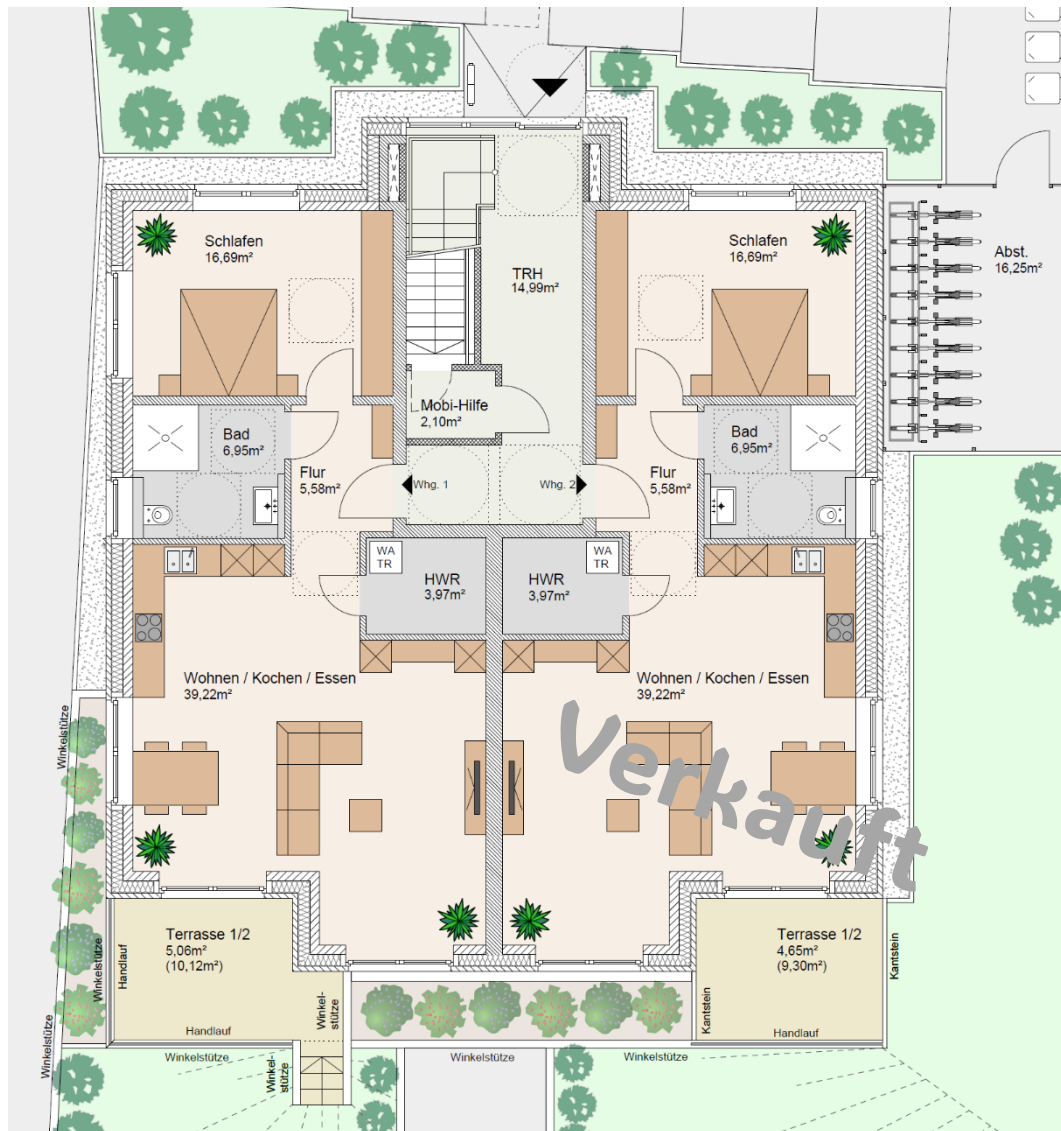 Schlafen
16,69m²
Schlafen
16,69m²
TRH
14,99m²
Abst.
16,25m²
Mobi-Hilfe
2,10m²
Bad
6,95m²
Bad
6,95m²
Flur
5,58m²
Flur
5,58m²
Whg. 1
Whg. 2
WA
TR
WA
TR
HWR
3,97m²
HWR
3,97m²
Wohnen / Kochen / Essen
39,22m²
Wohnen / Kochen / Essen
39,22m²
Verkauft
Winkelstütze
Terrasse 1/2
5,06m²
(10,12m²)
Terrasse 1/2
4,65m²
(9,30m²)
Handlauf
Winkelstütze
Winkelstütze
Handlauf
Winkel-
stütze
Kantstein
Kantstein
Handlauf
Winkelstütze
Winkel-
stütze
Winkelstütze
Winkelstütze